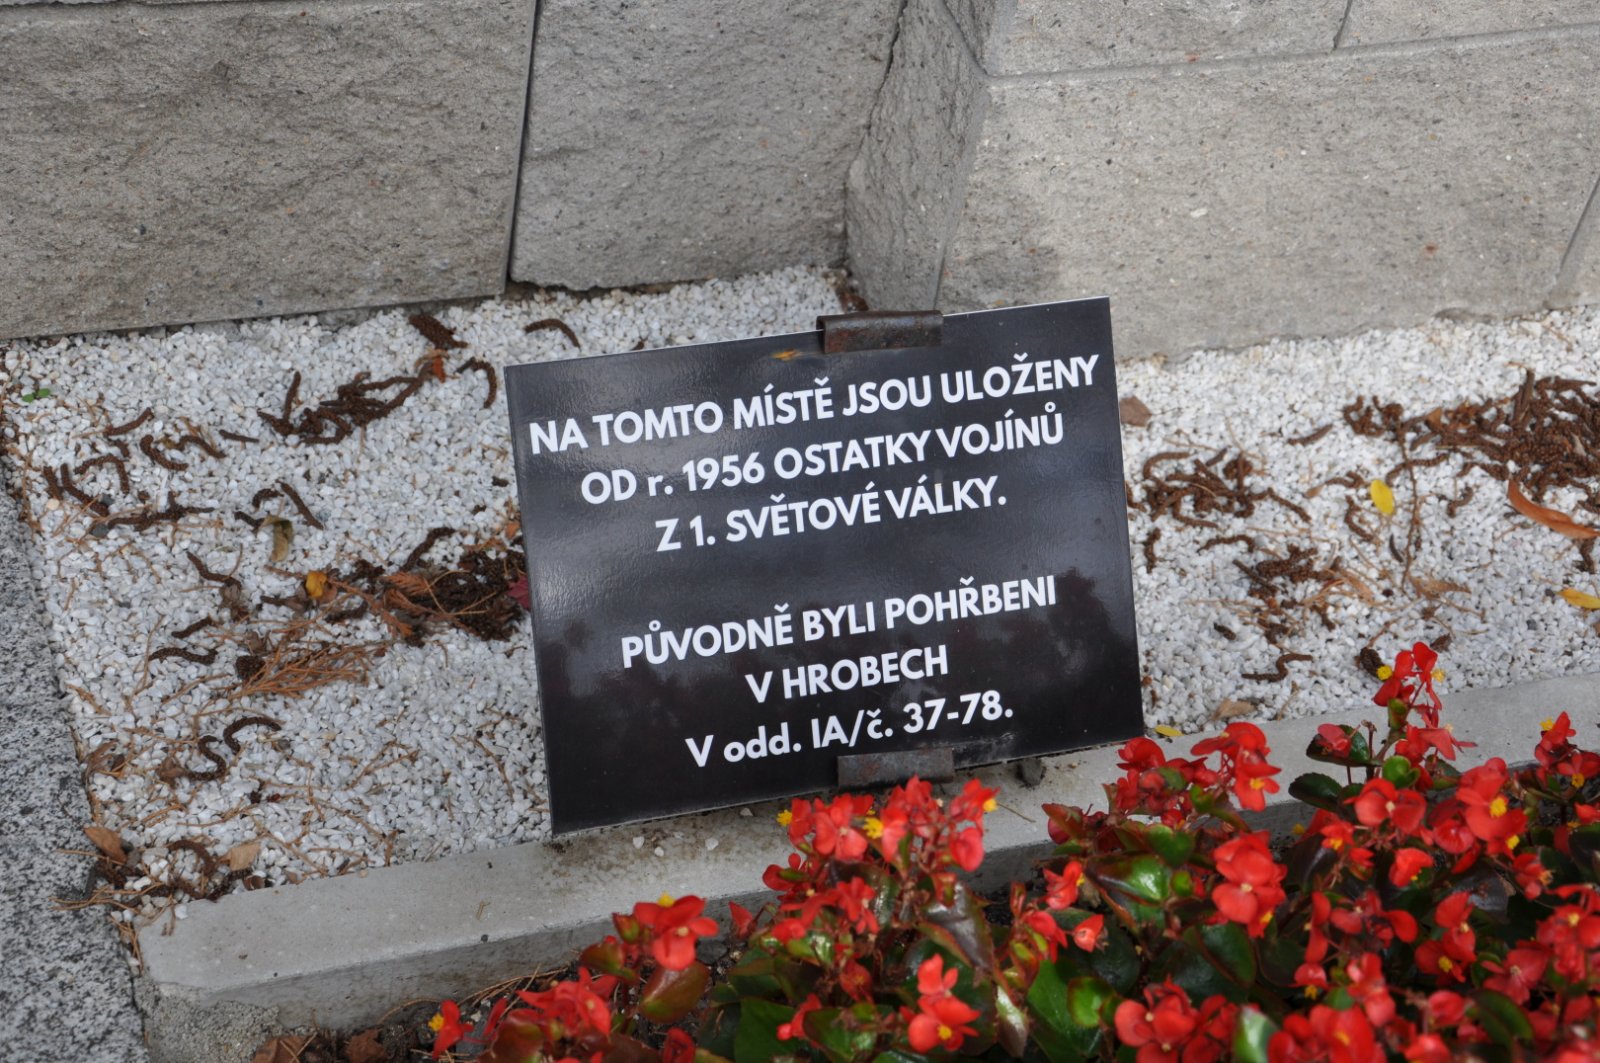 NA TOMTO MÍSTĚ JSOU ULOŽENY
OD r. 1956 OSTATKY VOJÍNŮ
Z 1. SVĚTOVÉ VÁLKY.
PŮVODNĚ BYLI POHŘBENI
V HROBECH
V odd. IA/č. 37-78.